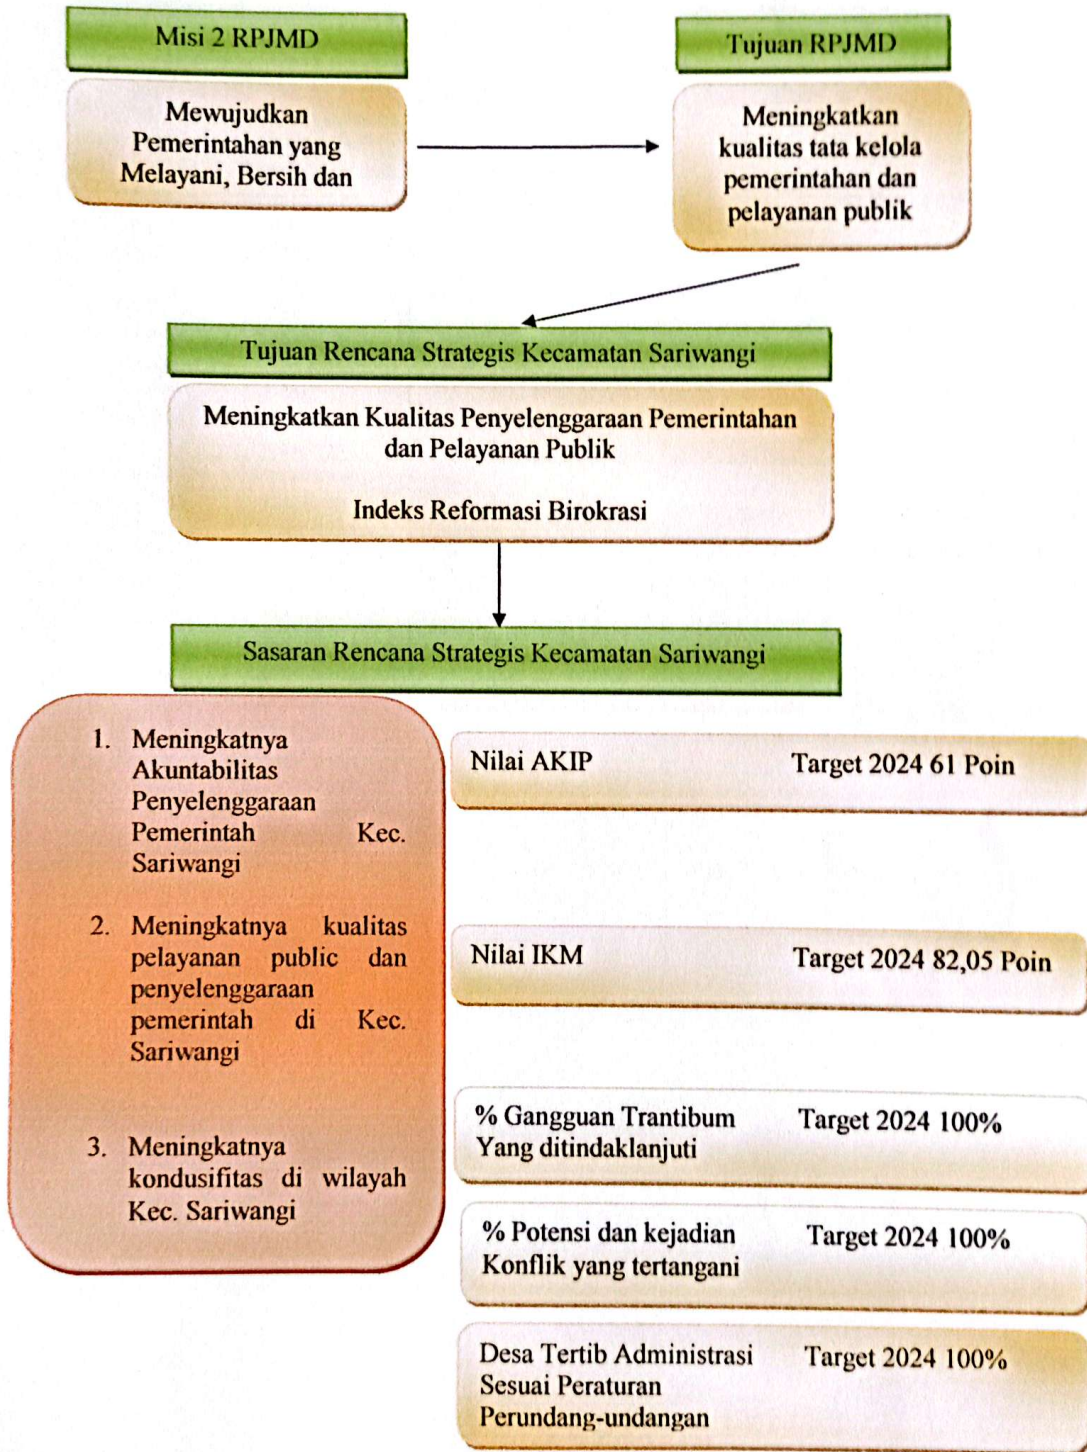 Misi 2 RPJMD
Mewujudkan
Pemerintahan yang
Melayani, Bersih dan
Tujuan RPJMD
Meningkatkan
kualitas tata kelola
pemerintahan dan
pelayanan publik
Tujuan Rencana Strategis Kecamatan Sariwangi
Meningkatkan Kualitas Penyelenggaraan Pemerintahan
dan Pelayanan Publik
Indeks Reformasi Birokrasi
Sasaran Rencana Strategis Kecamatan Sariwangi
1. Meningkatnya
Akuntabilitas
Penyelenggaraan
Pemerintah Kec.
Sariwangi
Nilai AKIP Target 2024 61 Poin
2. Meningkatnya kualitas
pelayanan public dan
penyelenggaraan
pemerintah di Kec.
Sariwangi
Nilai IKM Target 2024 82,05 Poin
3. Meningkatnya
kondusifitas di wilayah
Kec. Sariwangi
% Gangguan Trantibum Target 2024 100%
Yang ditindaklanjuti
% Potensi dan kejadian Target 2024 100%
Konflik yang tertangani
Desa Tertib Administrasi Target 2024 100%
Sesuai Peraturan
Perundang-undangan